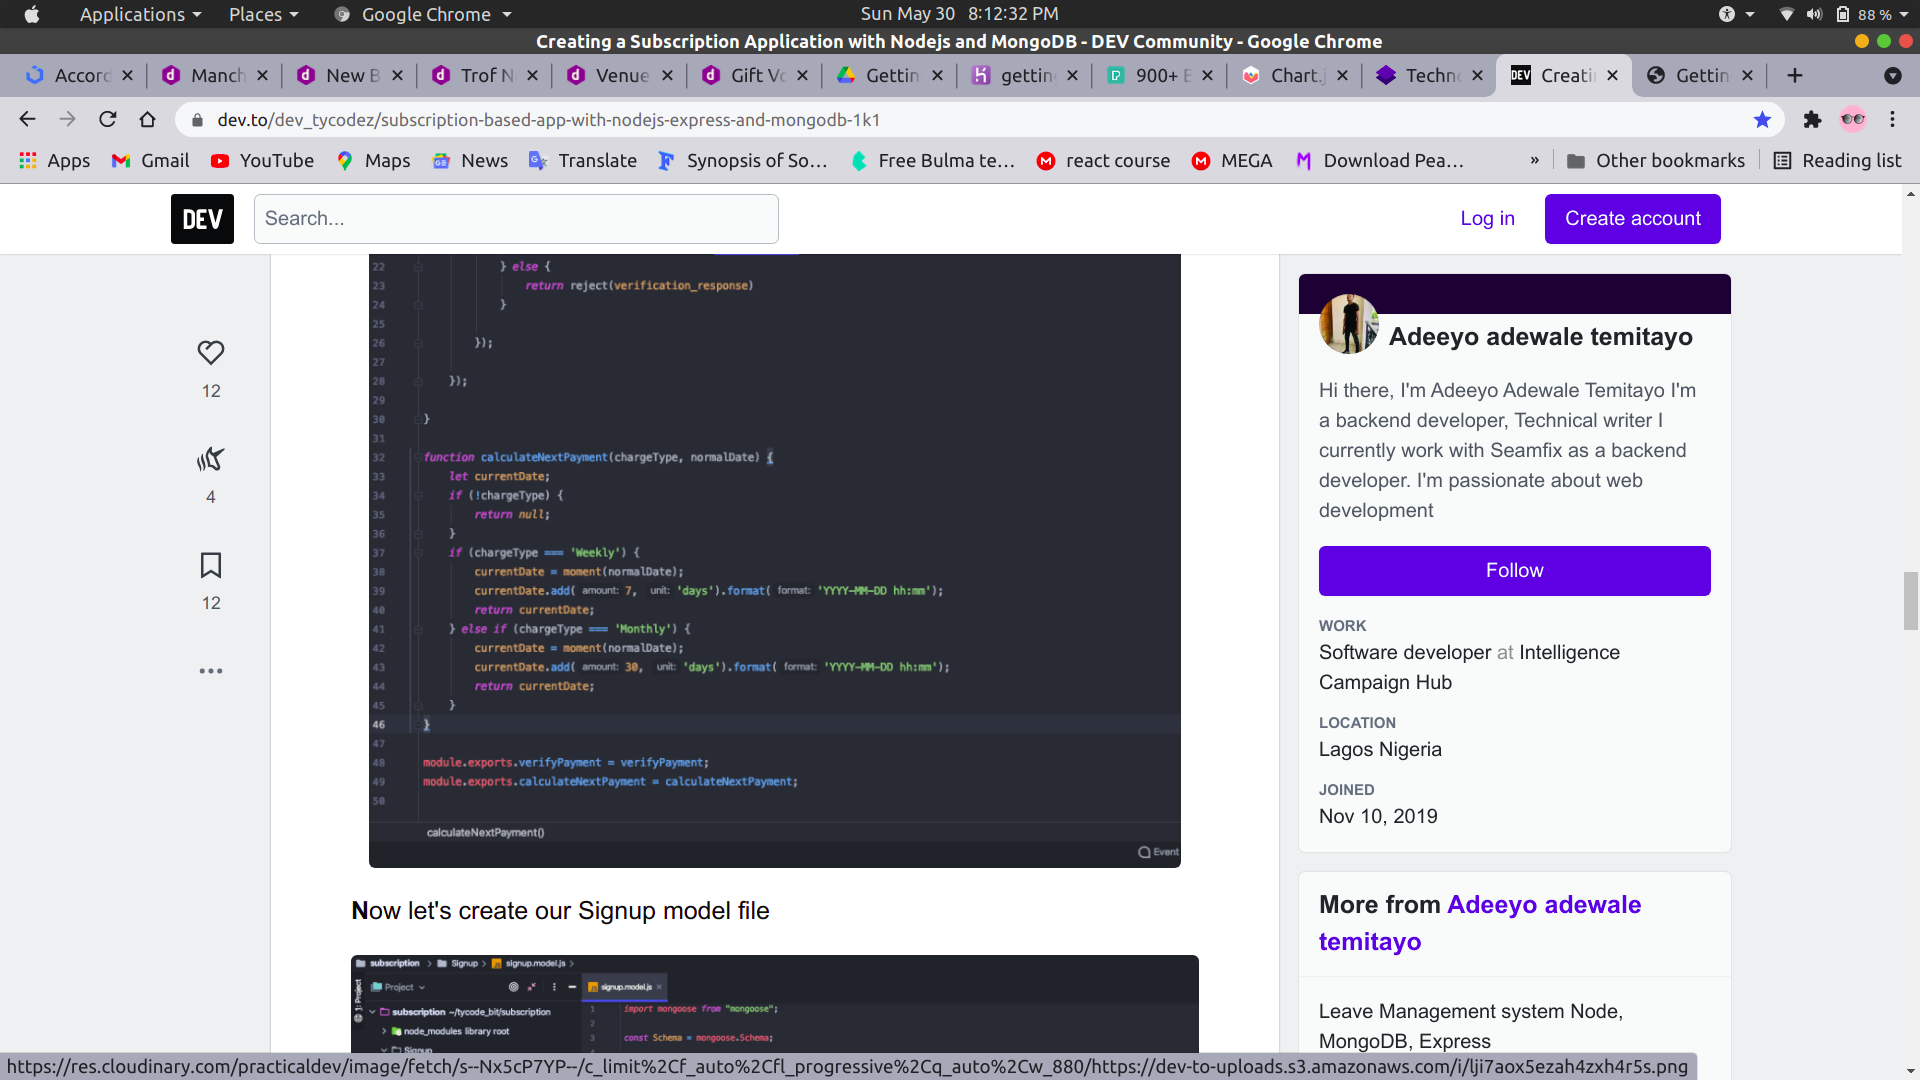 Applications Places Google Chrome Sun May 30 8:12:32 PM 88 %
Creating a Subscription Application with Nodejs and MongoDB - DEV Community - Google Chrome
Accord Manch New B Trof N Venue Gift Vo Gettin gettin 900+ E Chart.j Techno DEV Creati Gettin
dev.to/dev_tycodez/subscription-based-app-with-nodejs-express-and-mongodb-1k1
Apps Gmail YouTube Maps News Translate Synopsis of So... Free Bulma te... react course MEGA Download Pea... » Other bookmarks Reading list
DEV Search... Log in Create account
22 } else {
23 return reject(verification_response)
24 }
25
26 });
27
28 });
29
30 }
31
32 function calculateNextPayment(chargeType, normalDate) {
33 let currentDate;
34 if (!chargeType) {
35 return null;
36 }
37 if (chargeType === 'Weekly') {
38 currentDate = moment(normalDate);
39 currentDate.add( amount: 7, unit: 'days').format( format: 'YYYY-MM-DD hh:mm');
40 return currentDate;
41 } else if (chargeType === 'Monthly') {
42 currentDate = moment(normalDate);
43 currentDate.add( amount: 30, unit: 'days').format( format: 'YYYY-MM-DD hh:mm');
44 return currentDate;
45 }
46 }
47
48 module.exports.verifyPayment = verifyPayment;
49 module.exports.calculateNextPayment = calculateNextPayment;
50
calculateNextPayment()
Event
12
4
12
Now let's create our Signup model file
subscription Signup signup.model.js
1: Project
Project signup.model.js
subscription ~/tycode_bit/subscription
node_modules library root
Signup
1 import mongoose from "mongoose";
2
3 const Schema = mongoose.Schema;
4
Adeeyo adewale temitayo
Hi there, I'm Adeeyo Adewale Temitayo I'm
a backend developer, Technical writer I
currently work with Seamfix as a backend
developer. I'm passionate about web
development
Follow
WORK
Software developer at Intelligence
Campaign Hub
LOCATION
Lagos Nigeria
JOINED
Nov 10, 2019
More from Adeeyo adewale
temitayo
Leave Management system Node,
MongoDB, Express
https://res.cloudinary.com/practicaldev/image/fetch/s--Nx5cP7YP--/c_limit%2Cf_auto%2Cfl_progressive%2Cq_auto%2Cw_880/https://dev-to-uploads.s3.amazonaws.com/i/lji7aox5ezah4zxh4r5s.png